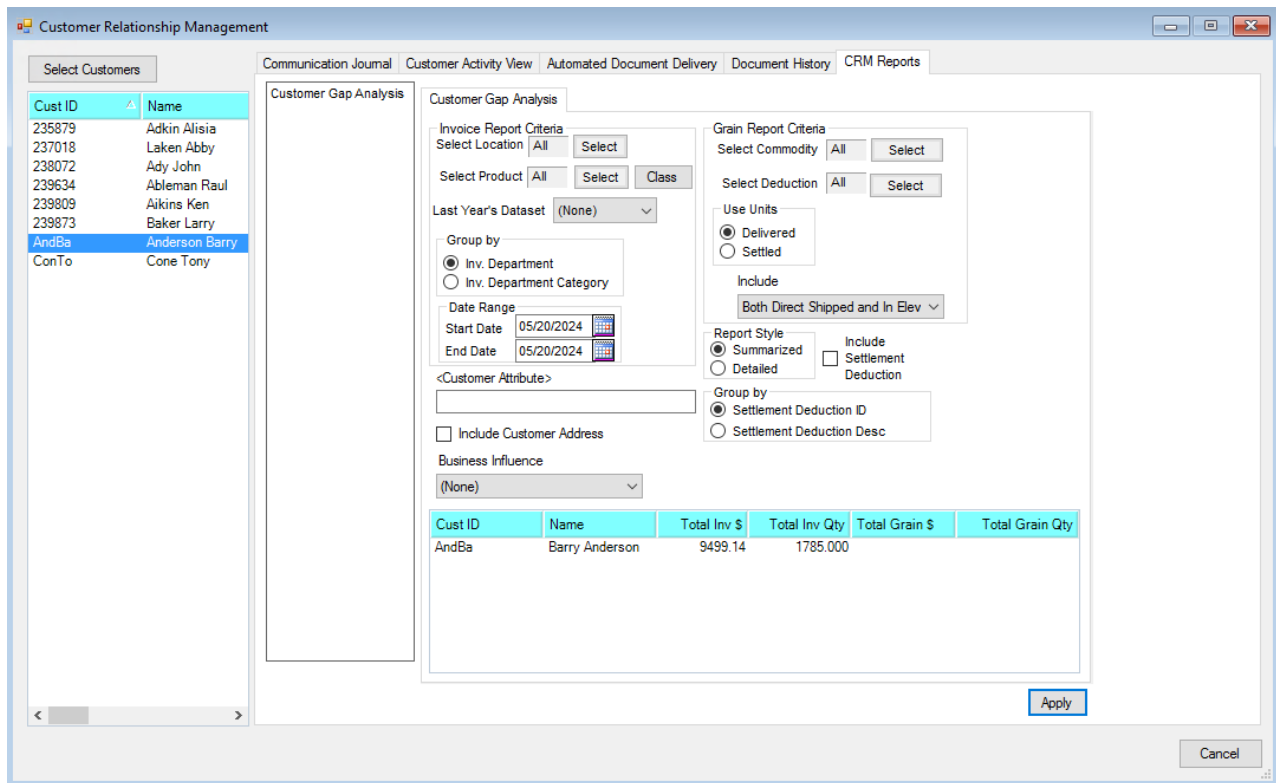 Customer Relationship Management
Select Customers
Communication Journal Customer Activity View Automated Document Delivery Document History CRM Reports
Cust ID Name
235879 Adkin Alisia
237018 Laken Abby
238072 Ady John
239634 Ableman Raul
239809 Aikins Ken
239873 Baker Larry
AndBa Anderson Barry
ConTo Cone Tony
Customer Gap Analysis
Customer Gap Analysis
Invoice Report Criteria
Select Location All Select
Select Product All Select Class
Last Year's Dataset (None)
Group by
Inv. Department
Inv. Department Category
Date Range
Start Date 05/20/2024
End Date 05/20/2024
<Customer Attribute>
Include Customer Address
Business Influence
(None)
Grain Report Criteria
Select Commodity All Select
Select Deduction All Select
Use Units
Delivered
Settled
Include
Both Direct Shipped and In Elev
Report Style
Summarized
Detailed
Include
Settlement
Deduction
Group by
Settlement Deduction ID
Settlement Deduction Desc
Cust ID Name Total Inv $ Total Inv Qty Total Grain $ Total Grain Qty
AndBa Barry Anderson 9499.14 1785.000
Apply
Cancel